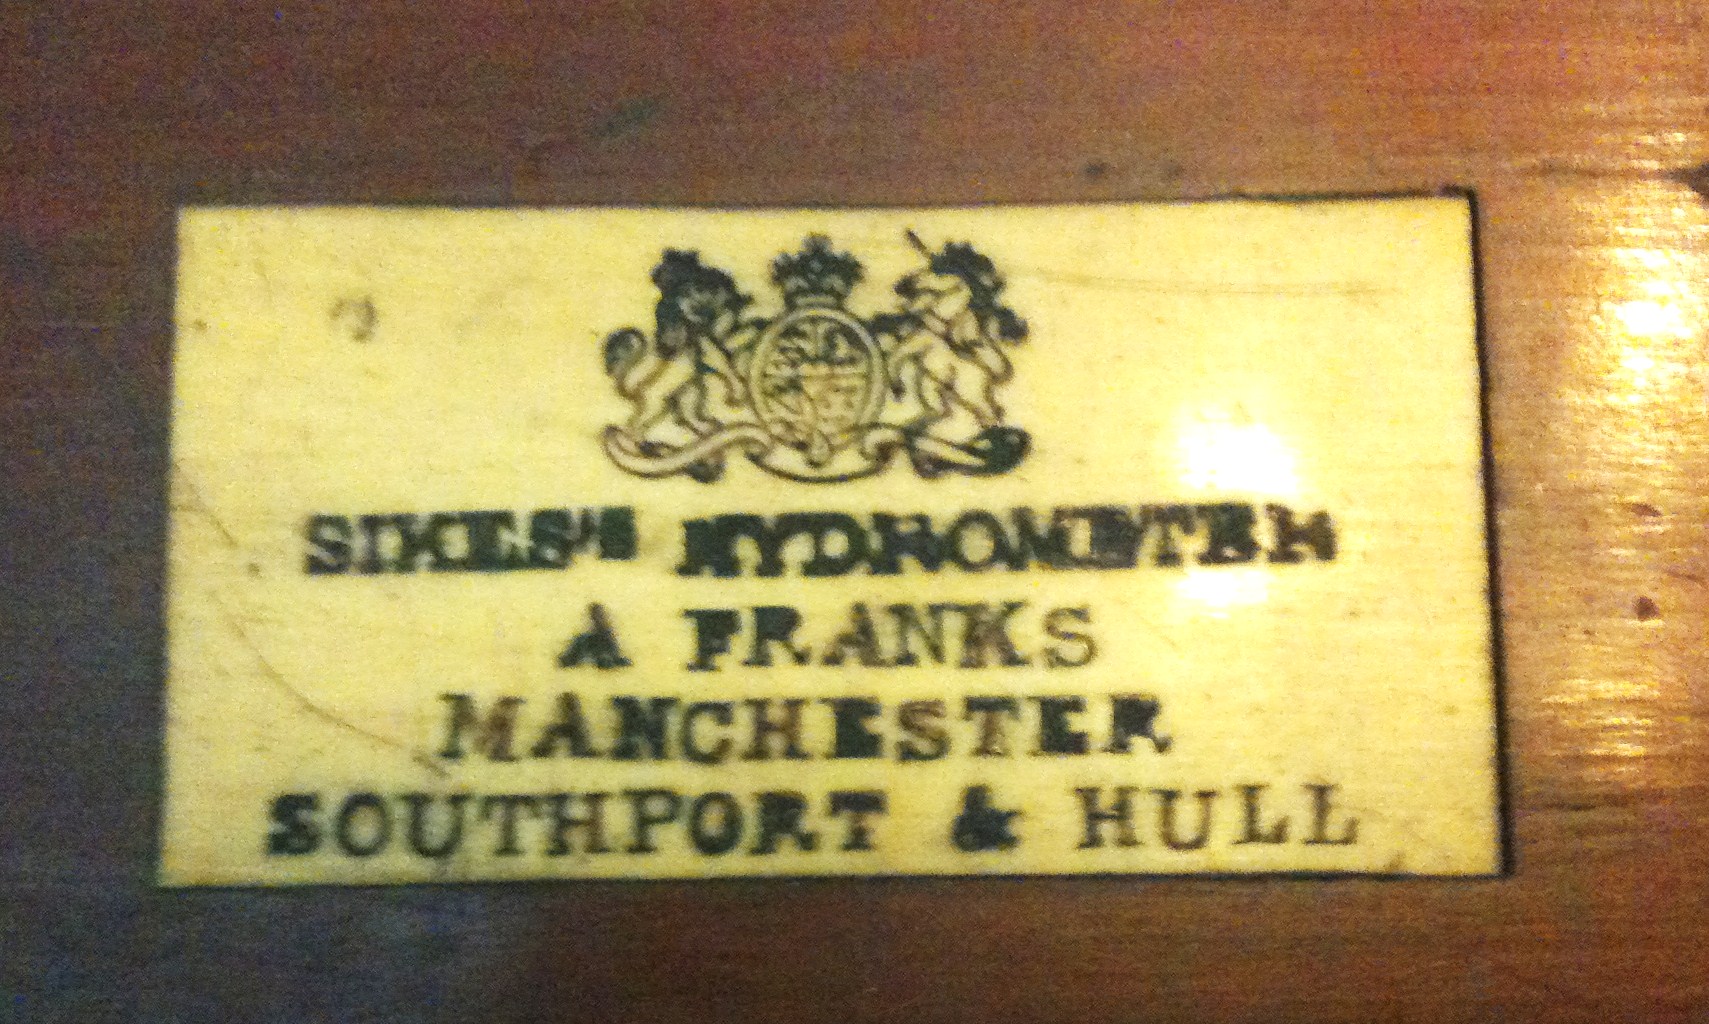 SIKES'S HYDROMETER
A FRANKS
MANCHESTER
SOUTHPORT & HULL